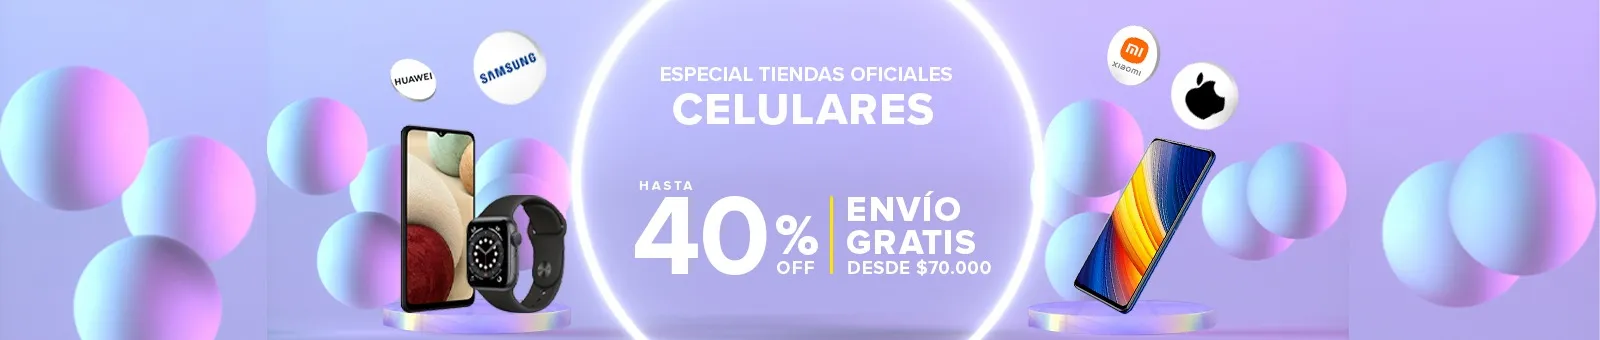 HUAWEI
SAMSUNG
ESPECIAL TIENDAS OFICIALES
CELULARES
HASTA
40% OFF
ENVÍO
GRATIS
DESDE $70.000
mi
xiaomi